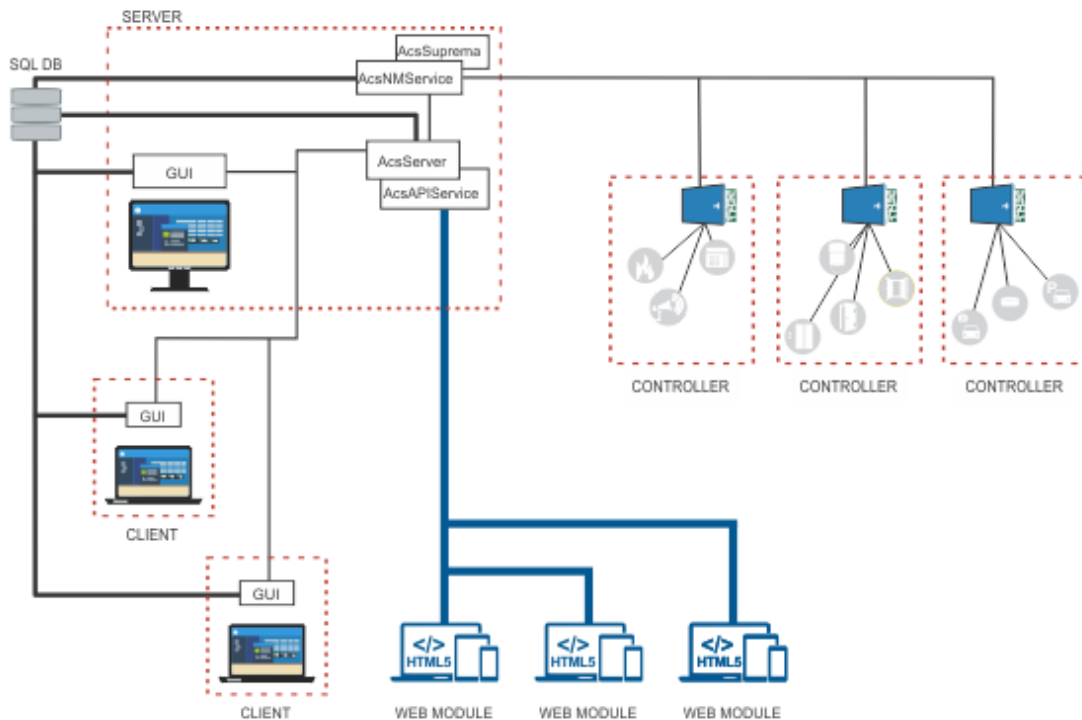 SERVER
AcsSuprema
SQL DB
AcsNMService
AcsServer
GUI
AcsAPIService
P
CONTROLLER
CONTROLLER
CONTROLLER
GUI
CLIENT
GUI
</>
HTML5
</>
HTML5
</>
HTML5
CLIENT
WEB MODULE
WEB MODULE
WEB MODULE